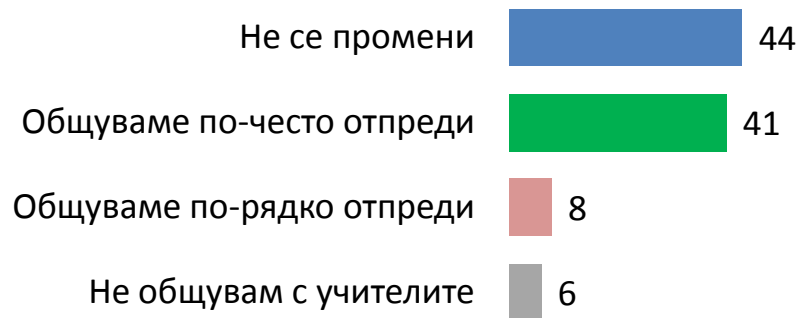 Не се промени 44
Общуваме по-често отпреди 41
Общуваме по-рядко отпреди 8
Не общувам с учителите 6